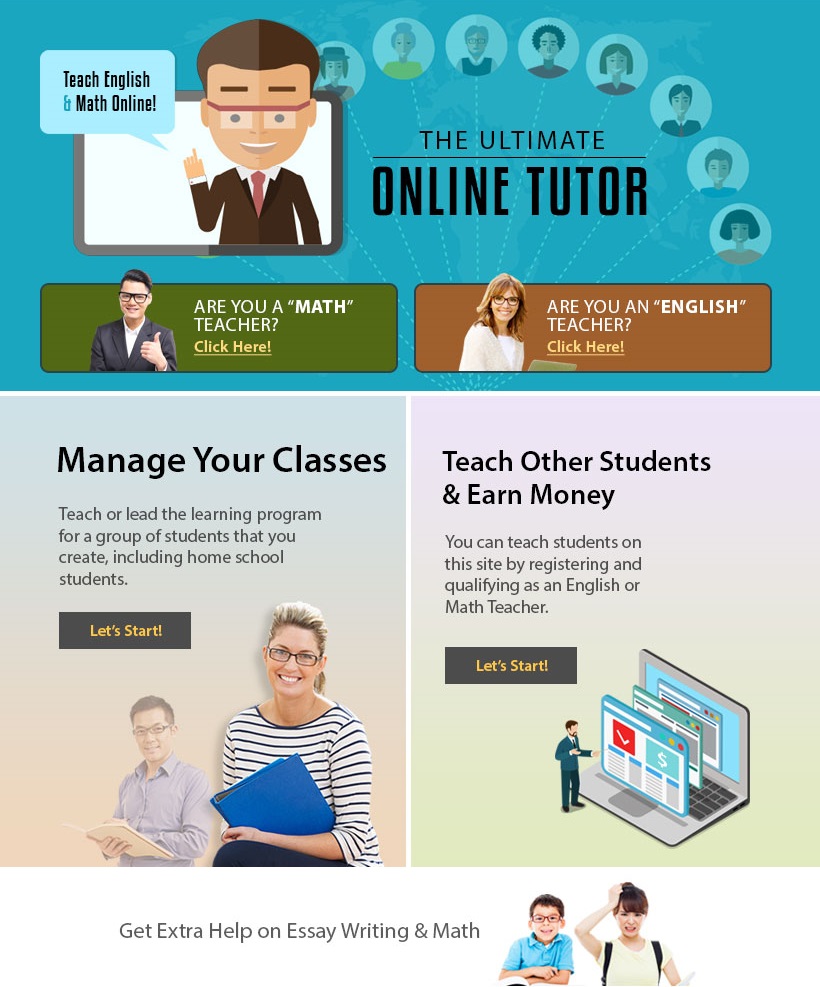 Teach English
& Math Online!
THE ULTIMATE
ONLINE TUTOR
ARE YOU A “MATH”
TEACHER?
Click Here!
ARE YOU AN “ENGLISH”
TEACHER?
Click Here!
Manage Your Classes
Teach or lead the learning program
for a group of students that you
create, including home school
students.
Let’s Start!
Teach Other Students
& Earn Money
You can teach students on
this site by registering and
qualifying as an English or
Math Teacher.
Let’s Start!
$
Get Extra Help on Essay Writing & Math